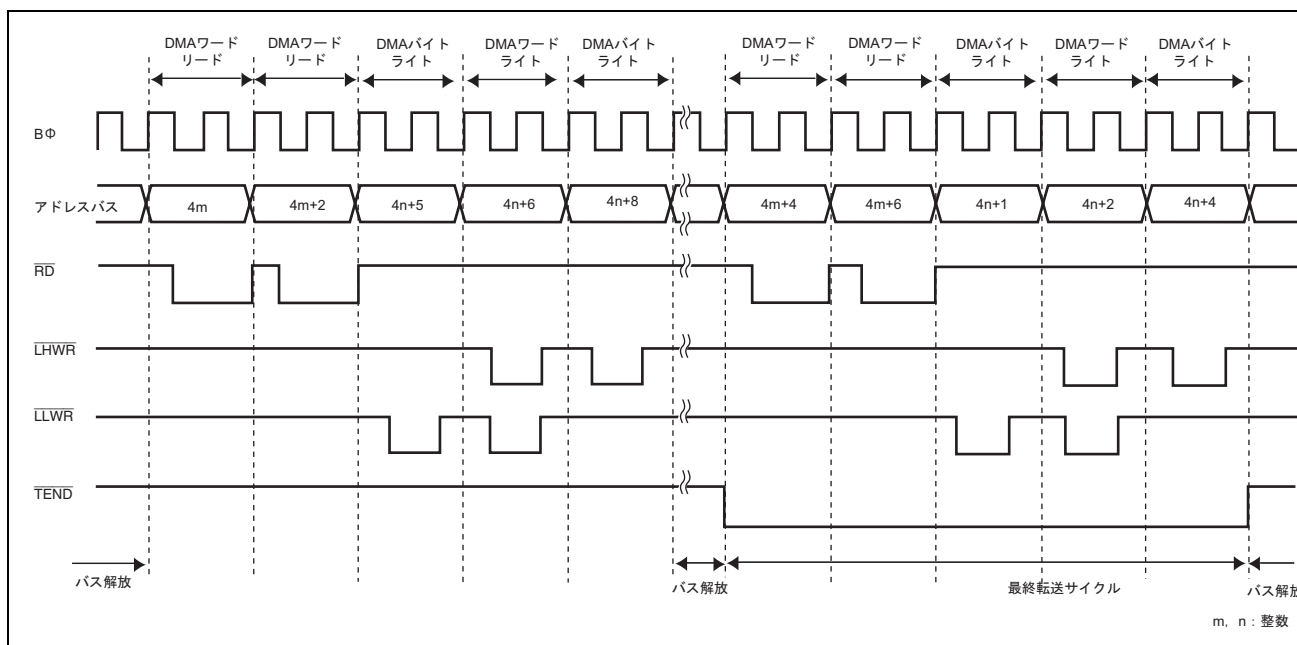 DMAワード
リード
DMAワード
リード
DMAバイト
ライト
DMAワード
ライト
DMAバイト
ライト
DMAワード
リード
DMAワード
リード
DMAバイト
ライト
DMAワード
ライト
DMAバイト
ライト
BΦ
アドレスバス
4m
4m+2
4n+5
4n+6
4n+8
4m+4
4m+6
4n+1
4n+2
4n+4
RD
LHWR
LLWR
TEND
バス解放
バス解放
最終転送サイクル
バス解放
m, n : 整数